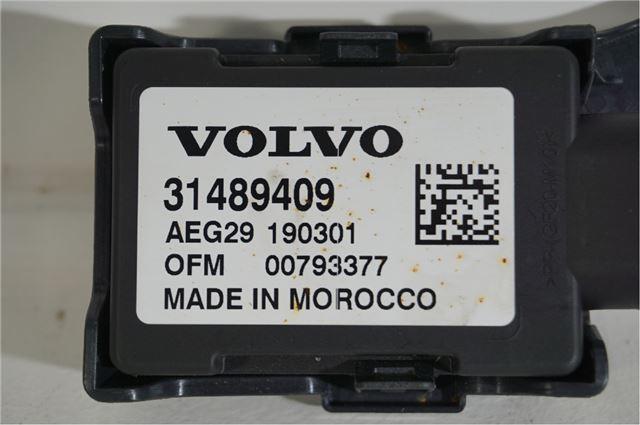 VOLVO
31489409
AEG29 190301
OFM 00793377
MADE IN MOROCCO